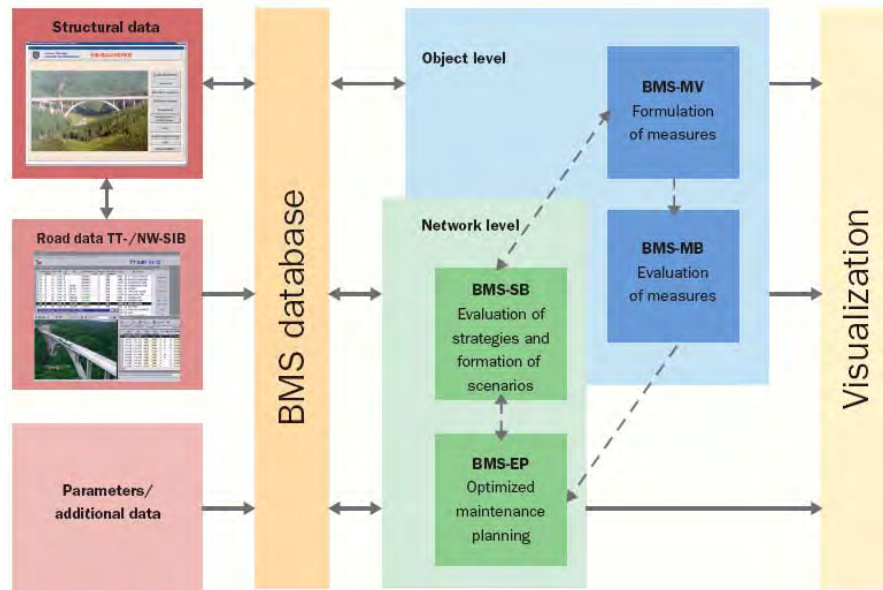 Structural data
Road data TT-/NW-SIB
Parameters/
additional data
BMS database
Object level
BMS-MV
Formulation
of measures
BMS-MB
Evaluation
of measures
Network level
BMS-SB
Evaluation of
strategies and
formation of
scenarios
BMS-EP
Optimized
maintenance
planning
Visualization